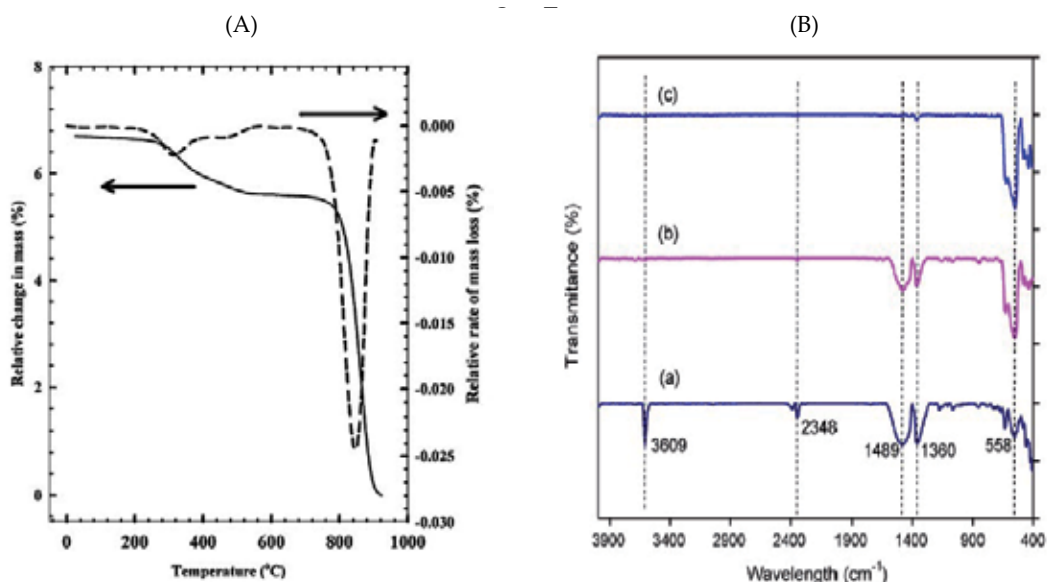 (A)
(B)
8
6
4
2
0
0.000
-0.005
-0.010
-0.015
-0.020
-0.025
-0.030
Relative change in mass (%)
Relative rate of mass loss (%)
0 200 400 600 800 1000
Temperature (°C)
(c)
(b)
(a)
3609
2348
1489
1360
558
Transmitance (%)
3900 3400 2900 2400 1900 1400 900 400
Wavelength (cm-1)